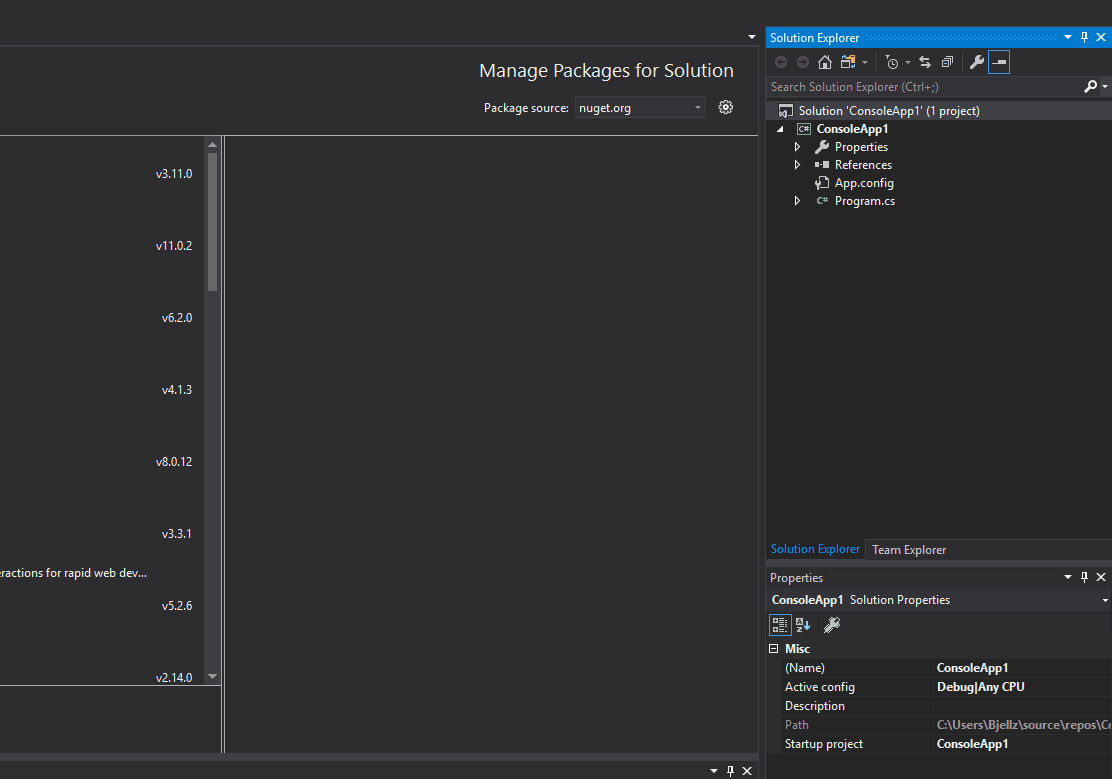 Manage Packages for Solution
Package source: nuget.org
v3.11.0
v11.0.2
v6.2.0
v4.1.3
v8.0.12
v3.3.1
eractions for rapid web dev...
v5.2.6
v2.14.0
Solution Explorer
Search Solution Explorer (Ctrl+;)
Solution 'ConsoleApp1' (1 project)
C# ConsoleApp1
Properties
References
App.config
C# Program.cs
Solution Explorer Team Explorer
Properties
ConsoleApp1 Solution Properties
Misc
(Name) ConsoleApp1
Active config Debug|Any CPU
Description
Path C:\Users\Bjellz\source\repos\Co
Startup project ConsoleApp1